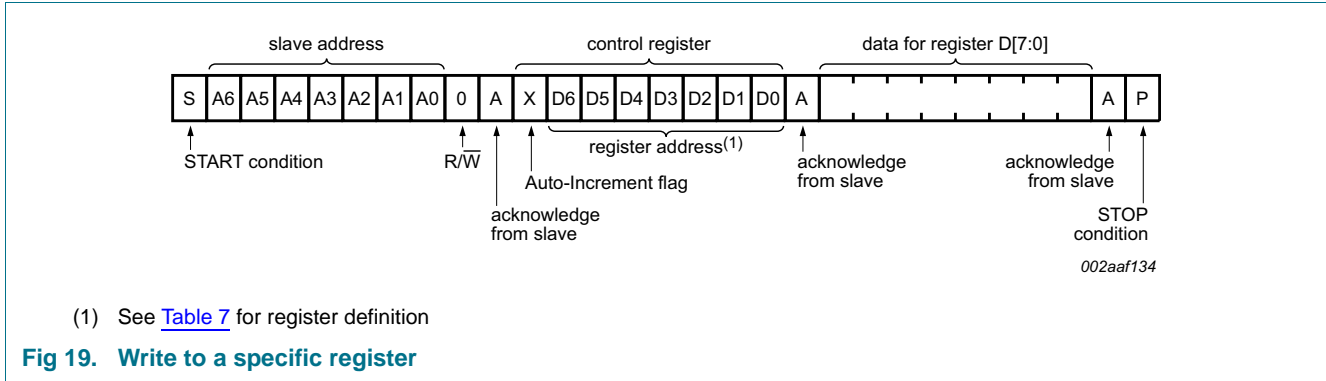 slave address control register data for register D[7:0]
S A6 A5 A4 A3 A2 A1 A0 0 A X D6 D5 D4 D3 D2 D1 D0 A A P
START condition R/W̅ register address(1) acknowledge from slave acknowledge from slave
Auto-Increment flag
acknowledge from slave
STOP condition
002aaf134
(1) See Table 7 for register definition
Fig 19. Write to a specific register